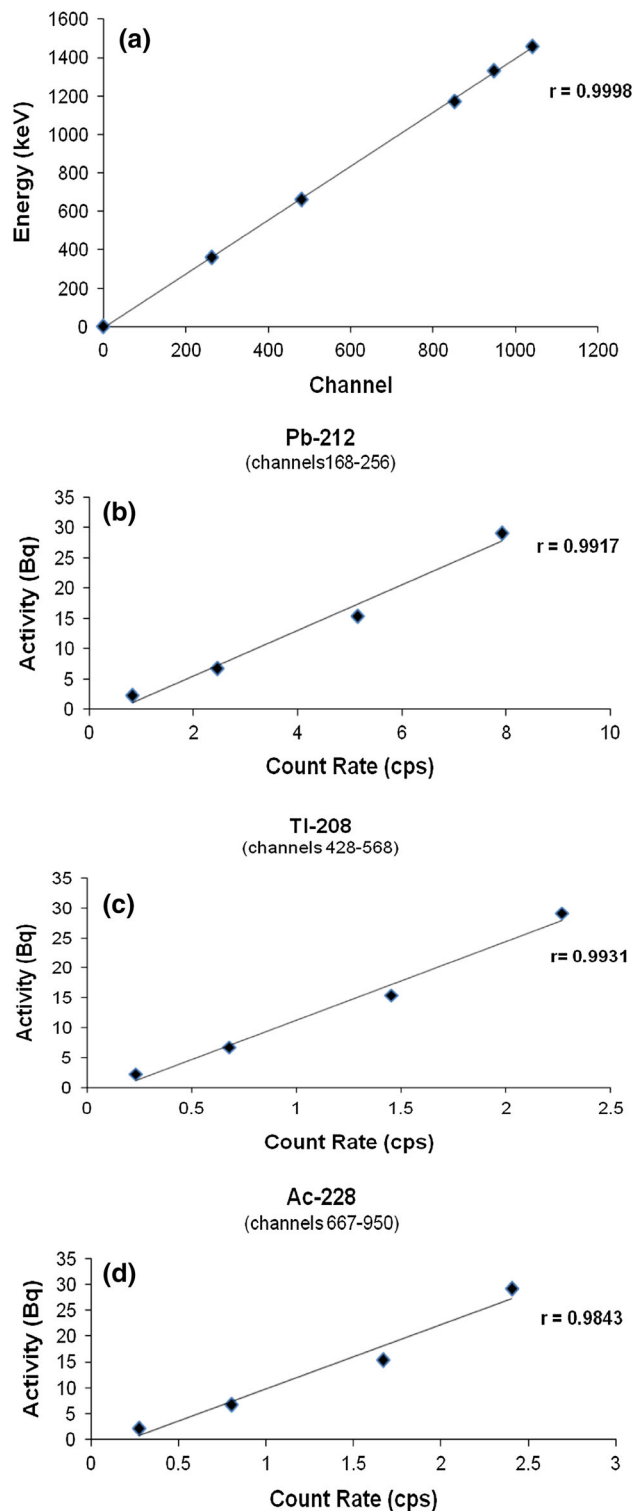 (a)
Energy (keV)
1600
1400
1200
1000
800
600
400
200
0
r = 0.9998
0 200 400 600 800 1000 1200
Channel
Pb-212
(channels168-256)
(b)
Activity (Bq)
35
30
25
20
15
10
5
0
r = 0.9917
0 2 4 6 8 10
Count Rate (cps)
Tl-208
(channels 428-568)
(c)
Activity (Bq)
35
30
25
20
15
10
5
0
r= 0.9931
0 0.5 1 1.5 2 2.5
Count Rate (cps)
Ac-228
(channels 667-950)
(d)
Activity (Bq)
35
30
25
20
15
10
5
0
r = 0.9843
0 0.5 1 1.5 2 2.5 3
Count Rate (cps)